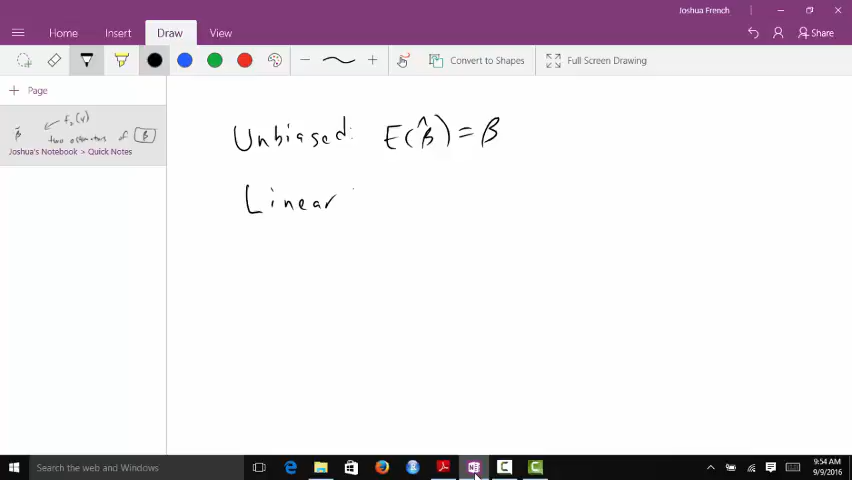 Joshua French
Home Insert Draw View Share
Convert to Shapes Full Screen Drawing
Page
Unbiased: E(β̂) = β
two estimators of β
Joshua's Notebook > Quick Notes
Linear
Search the web and Windows
9:54 AM
9/9/2016